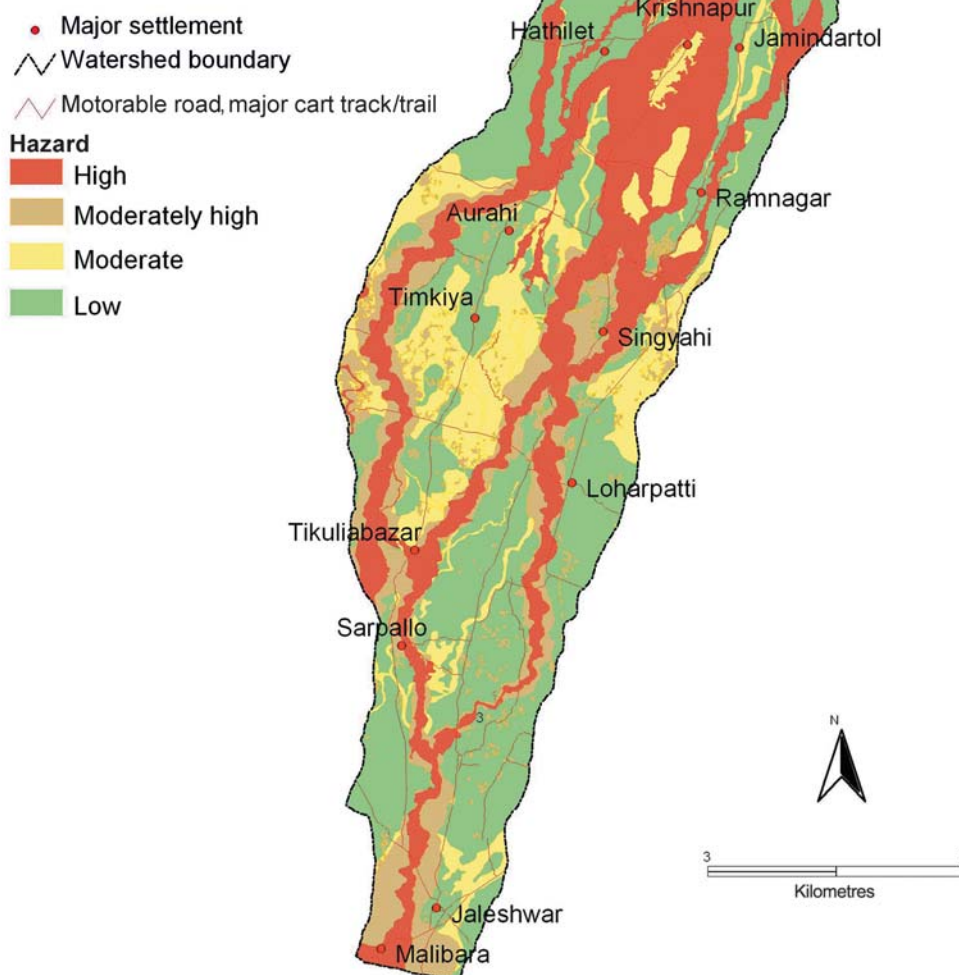 Major settlement
Watershed boundary
Motorable road, major cart track/trail
Hazard
High
Moderately high
Moderate
Low
Krishnapur
Hathilet
Jamindartol
Ramnagar
Aurahi
Timkiya
Singyahi
Loharpatti
Tikuliabazar
Sarpallo
3
N
3
Kilometres
Jaleshwar
Malibara